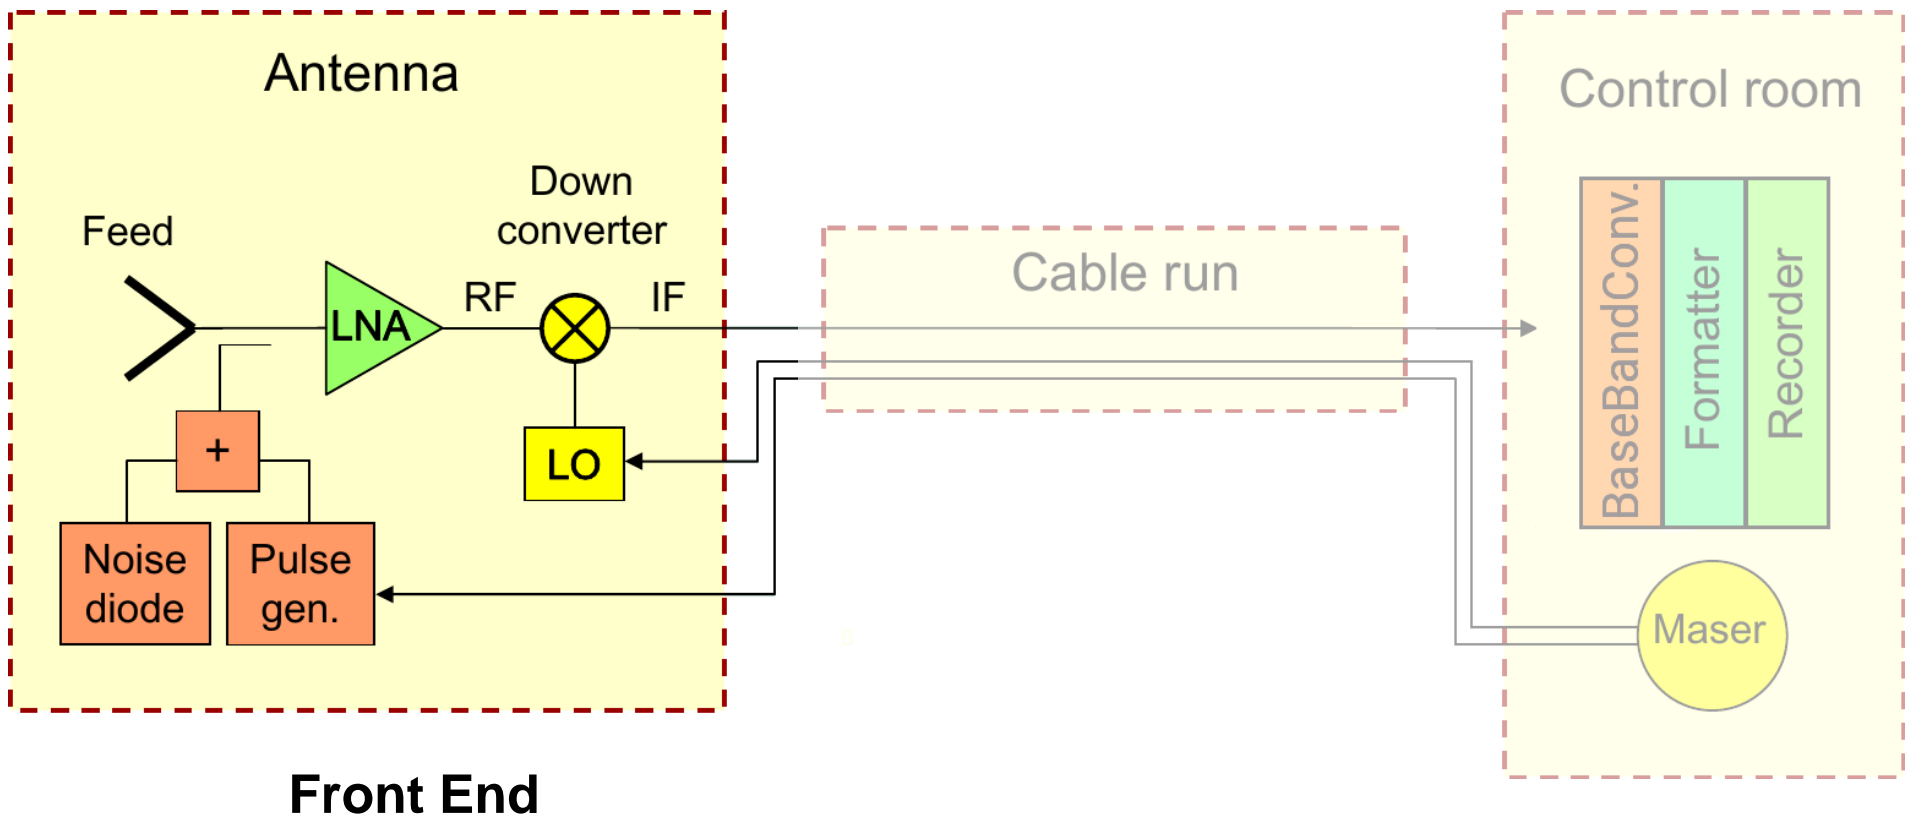 Antenna
Feed
Down
converter
LNA
RF
IF
+
LO
Noise
diode
Pulse
gen.
Cable run
Control room
BaseBandConv.
Formatter
Recorder
Maser
Front End